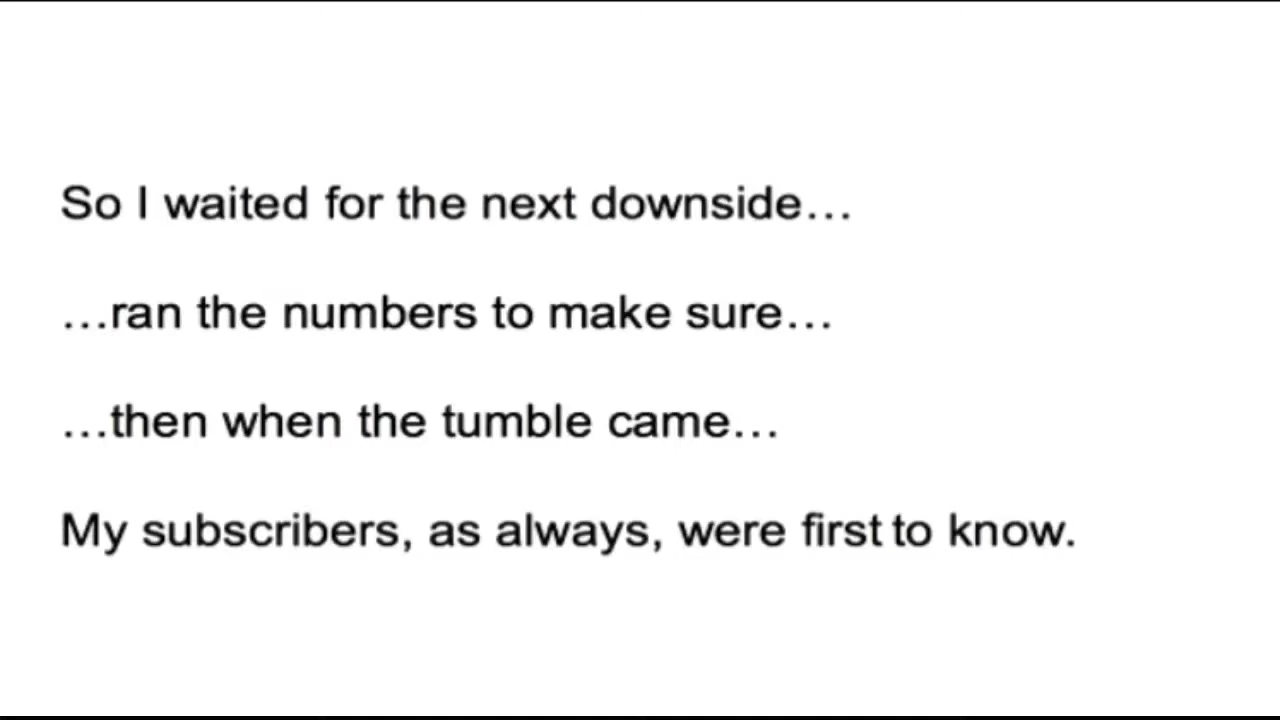 So I waited for the next downside…
…ran the numbers to make sure…
…then when the tumble came…
My subscribers, as always, were first to know.